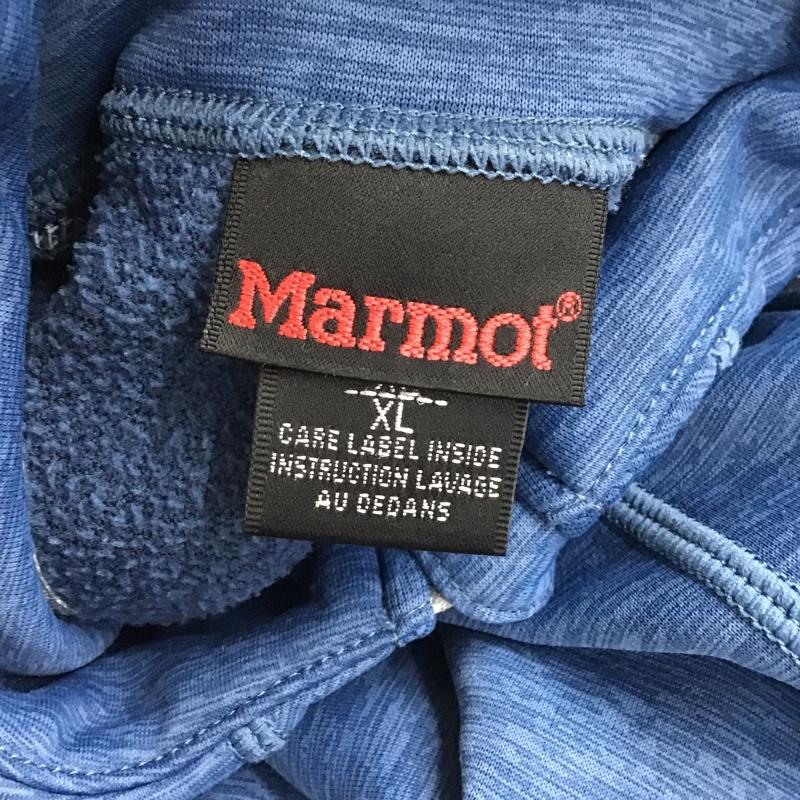 Marmot®
XL
CARE LABEL INSIDE
INSTRUCTION LAVAGE
AU DEDANS